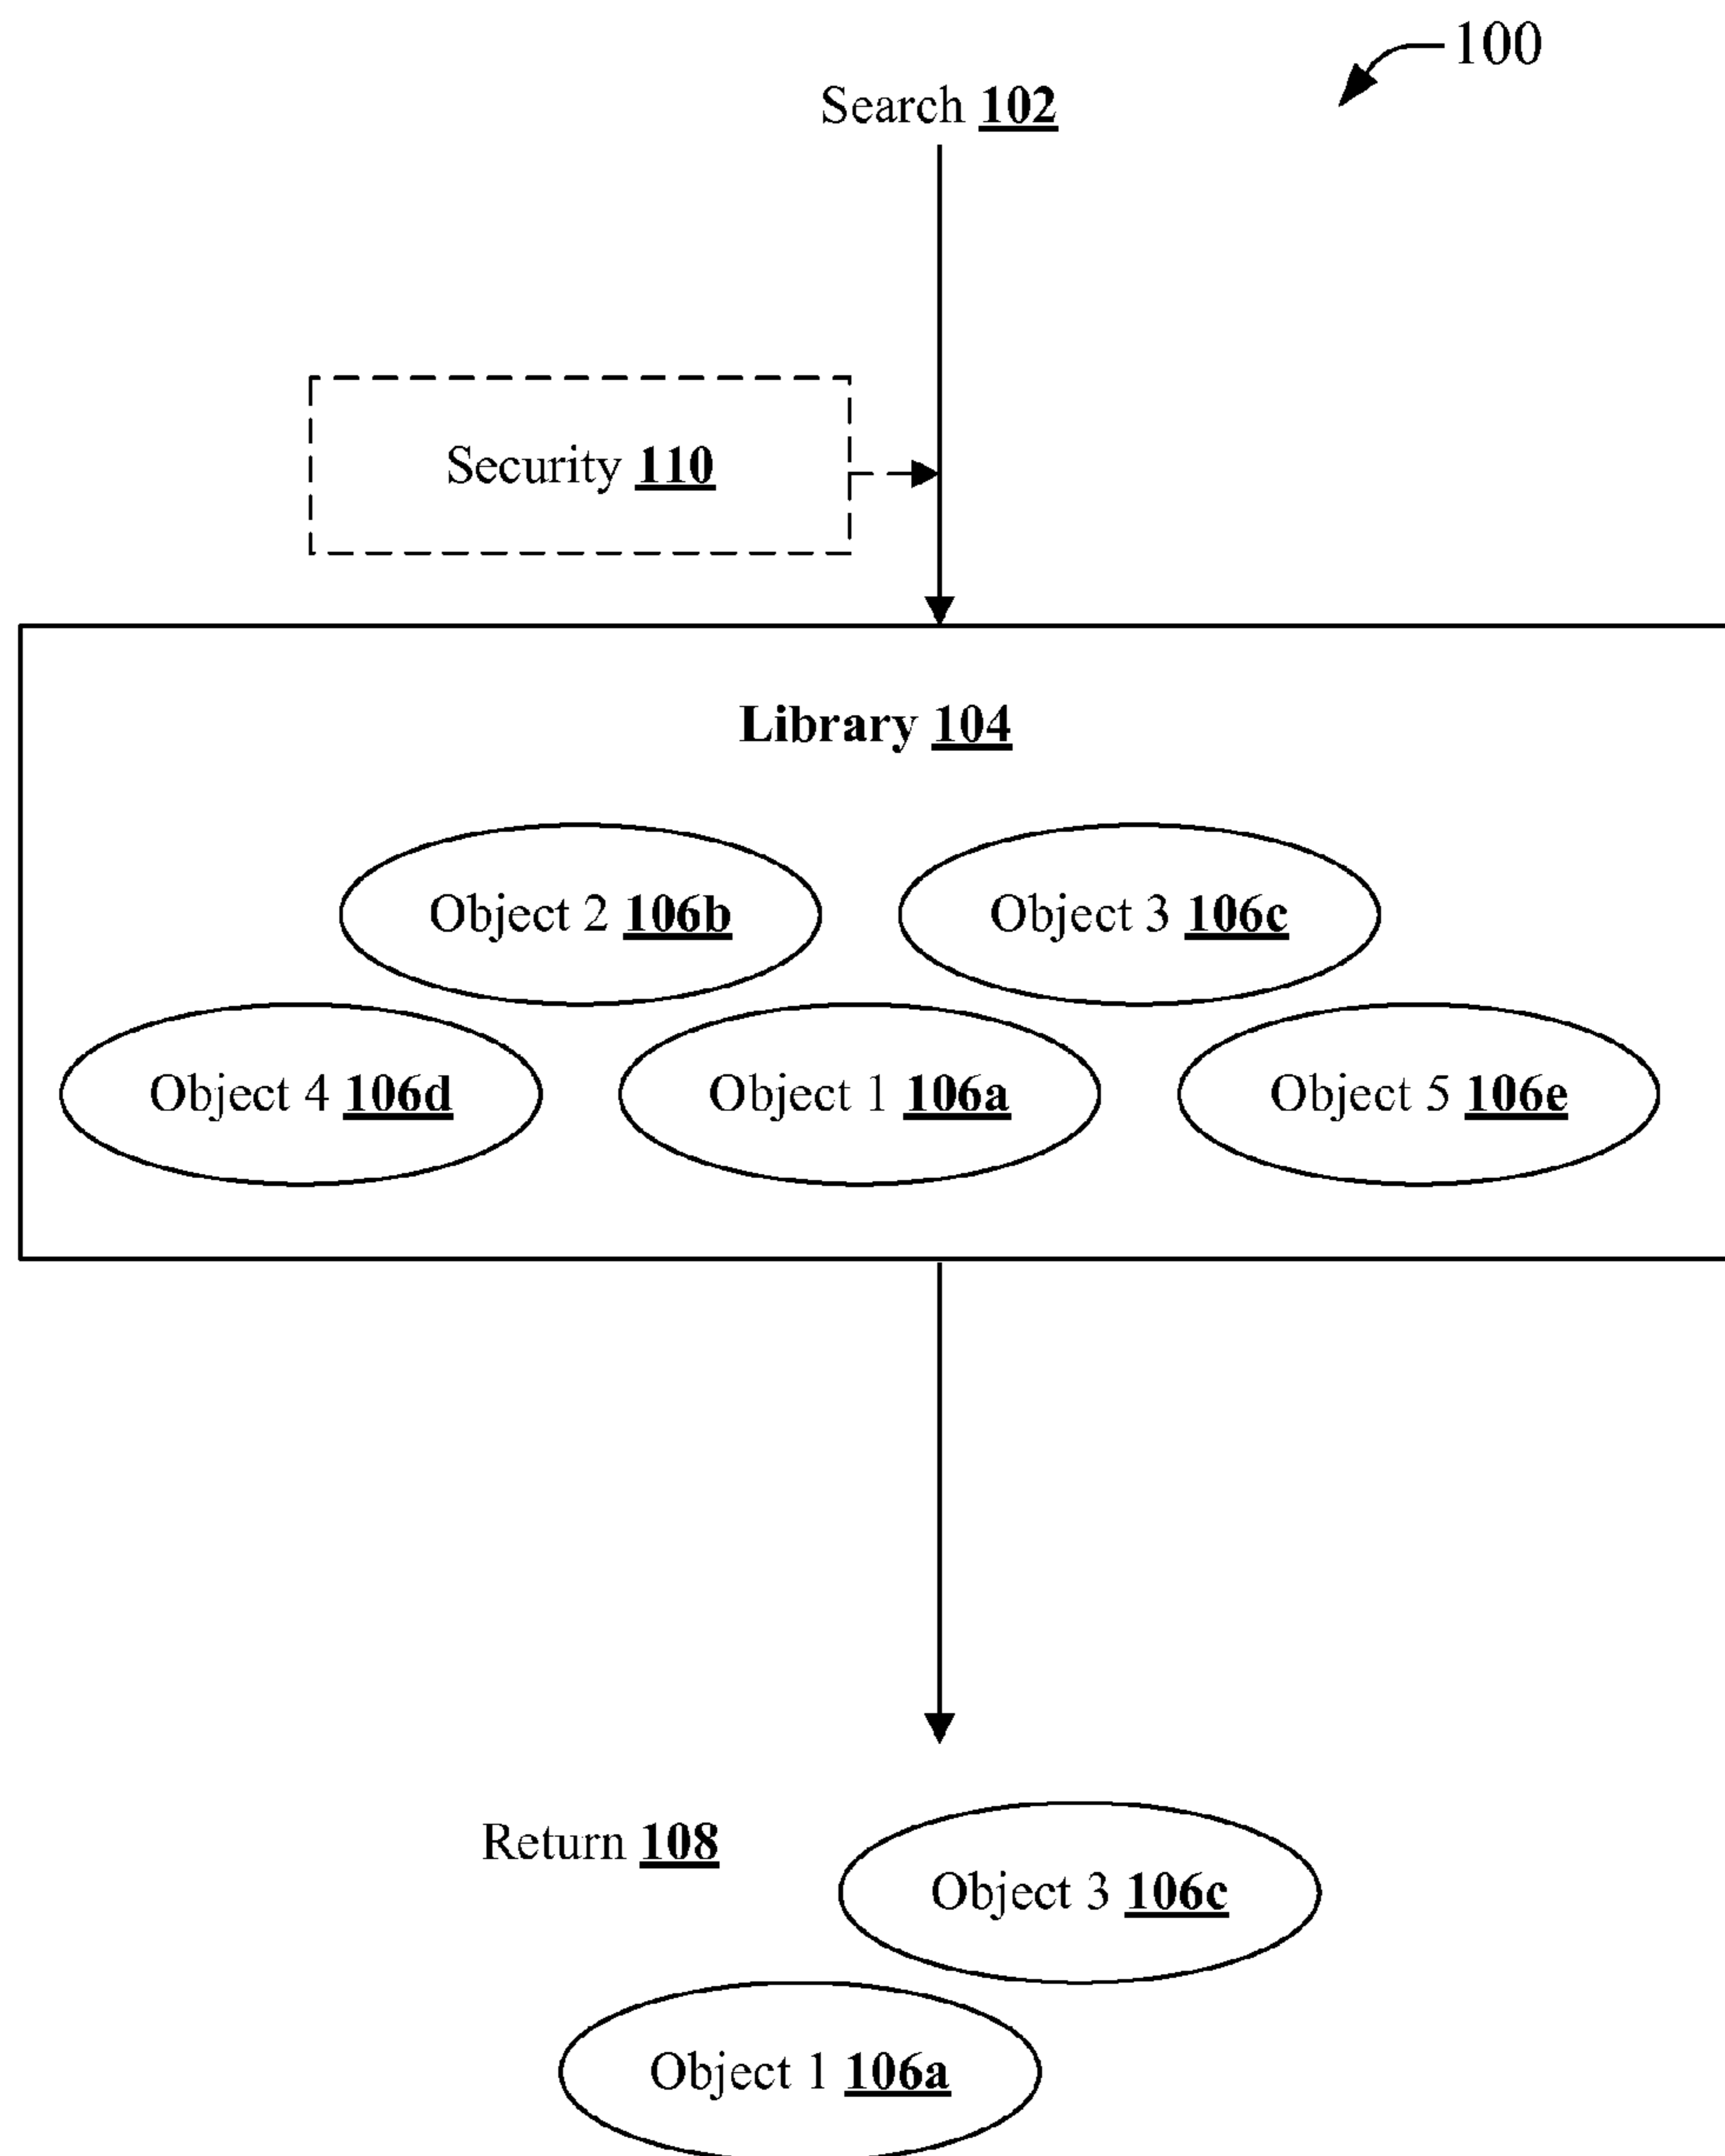 100
Search 102
Security 110
Library 104
Object 2 106b
Object 3 106c
Object 4 106d
Object 1 106a
Object 5 106e
Return 108
Object 3 106c
Object 1 106a